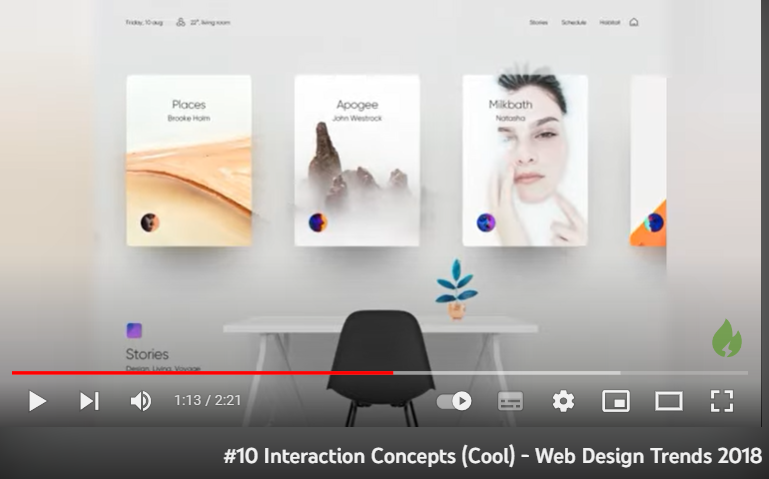 Friday, 10 aug 22°, living room
Stories Schedule Habitat
Places
Brooke Holm
Apogee
John Westrock
Milkbath
Natasha
Stories
Design, Living, Voyage
1:13 / 2:21
#10 Interaction Concepts (Cool) - Web Design Trends 2018